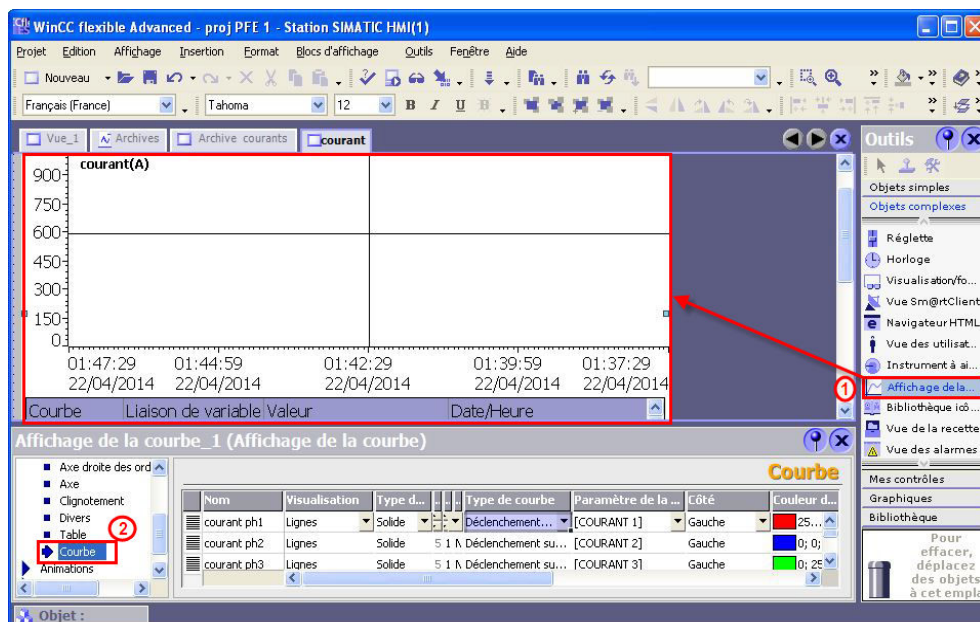 WinCC flexible Advanced - proj PFE 1 - Station SIMATIC HMI(1)
Projet Edition Affichage Insertion Format Blocs d'affichage Outils Fenêtre Aide
Nouveau
Français (France) Tahoma 12 B I U B
Vue_1 Archives Archive courants courant
courant(A)
900
750
600
450
300
150
0
01:47:29 01:44:59 01:42:29 01:39:59 01:37:29
22/04/2014 22/04/2014 22/04/2014 22/04/2014 22/04/2014
Courbe Liaison de variable Valeur Date/Heure
Outils
Objets simples
Objets complexes
Réglette
Horloge
Visualisation/fo...
Vue Sm@rtClient
Navigateur HTML
Vue des utilisat...
Instrument à ai...
1
Affichage de la...
Bibliothèque icô...
Vue de la recette
Vue des alarmes
Mes contrôles
Graphiques
Bibliothèque
Pour
effacer,
déplacez
des objets
à cet empla
Affichage de la courbe_1 (Affichage de la courbe)
Courbe
Axe droite des ord
Axe
Clignotement
Divers
Table
2
Courbe
Animations
Nom Visualisation Type d... Type de courbe Paramètre de la ... Côté Couleur d...
courant ph1 Lignes Solide Déclenchement... [COURANT 1] Gauche 25...
courant ph2 Lignes Solide 5 1 Déclenchement su... [COURANT 2] Gauche 0; 0;
courant ph3 Lignes Solide 5 1 Déclenchement su... [COURANT 3] Gauche 0; 25
Objet :